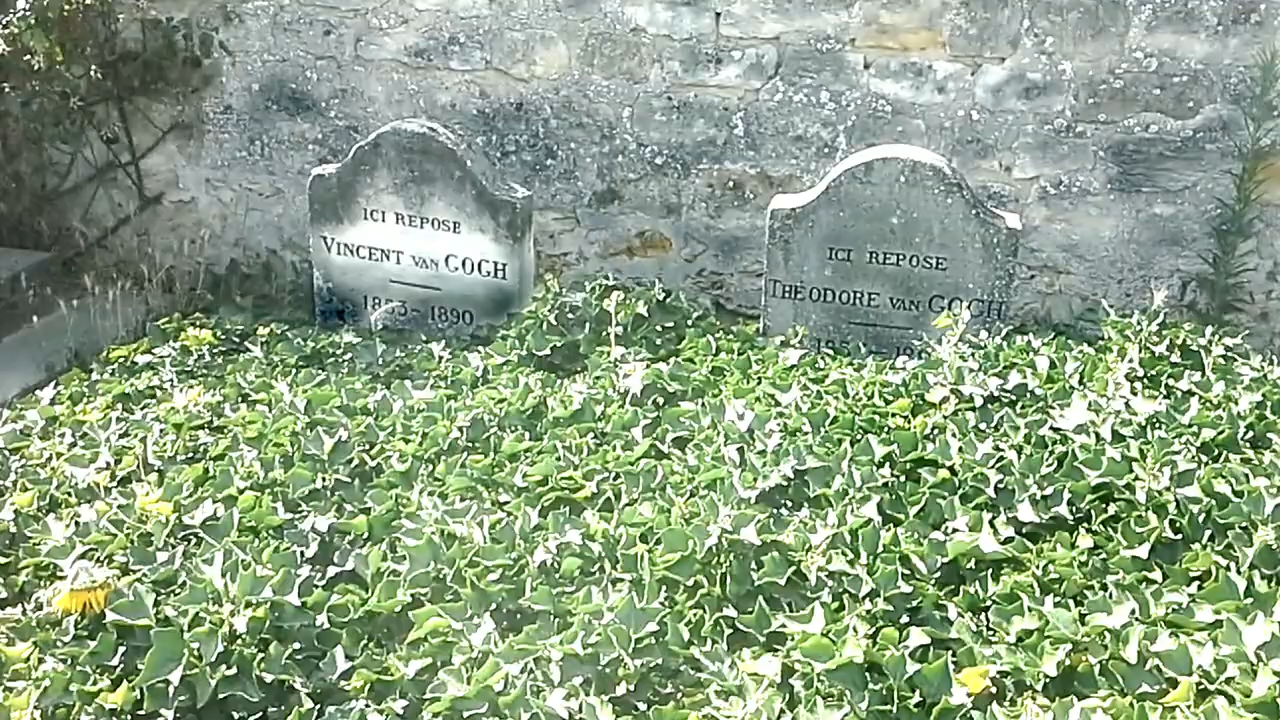 ICI REPOSE
VINCENT VAN GOGH
1853-1890
ICI REPOSE
THÉODORE VAN GOGH